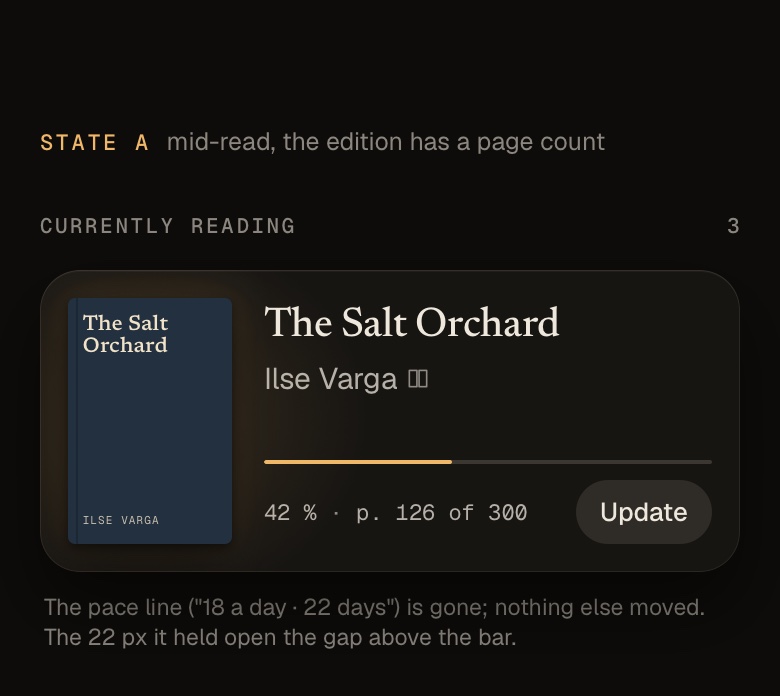 STATE A mid-read, the edition has a page count
CURRENTLY READING 3
The Salt
Orchard
ILSE VARGA
The Salt Orchard
Ilse Varga
42 % · p. 126 of 300
Update
The pace line ("18 a day · 22 days") is gone; nothing else moved.
The 22 px it held open the gap above the bar.